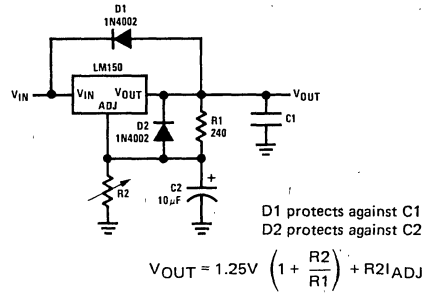 D1
1N4002
LM150
VIN
VIN VOUT
ADJ
VOUT
D2
1N4002
R1
240
C1
R2
C2
10μF
+
D1 protects against C1
D2 protects against C2
VOUT = 1.25V (1 + R2/R1) + R2IADJ